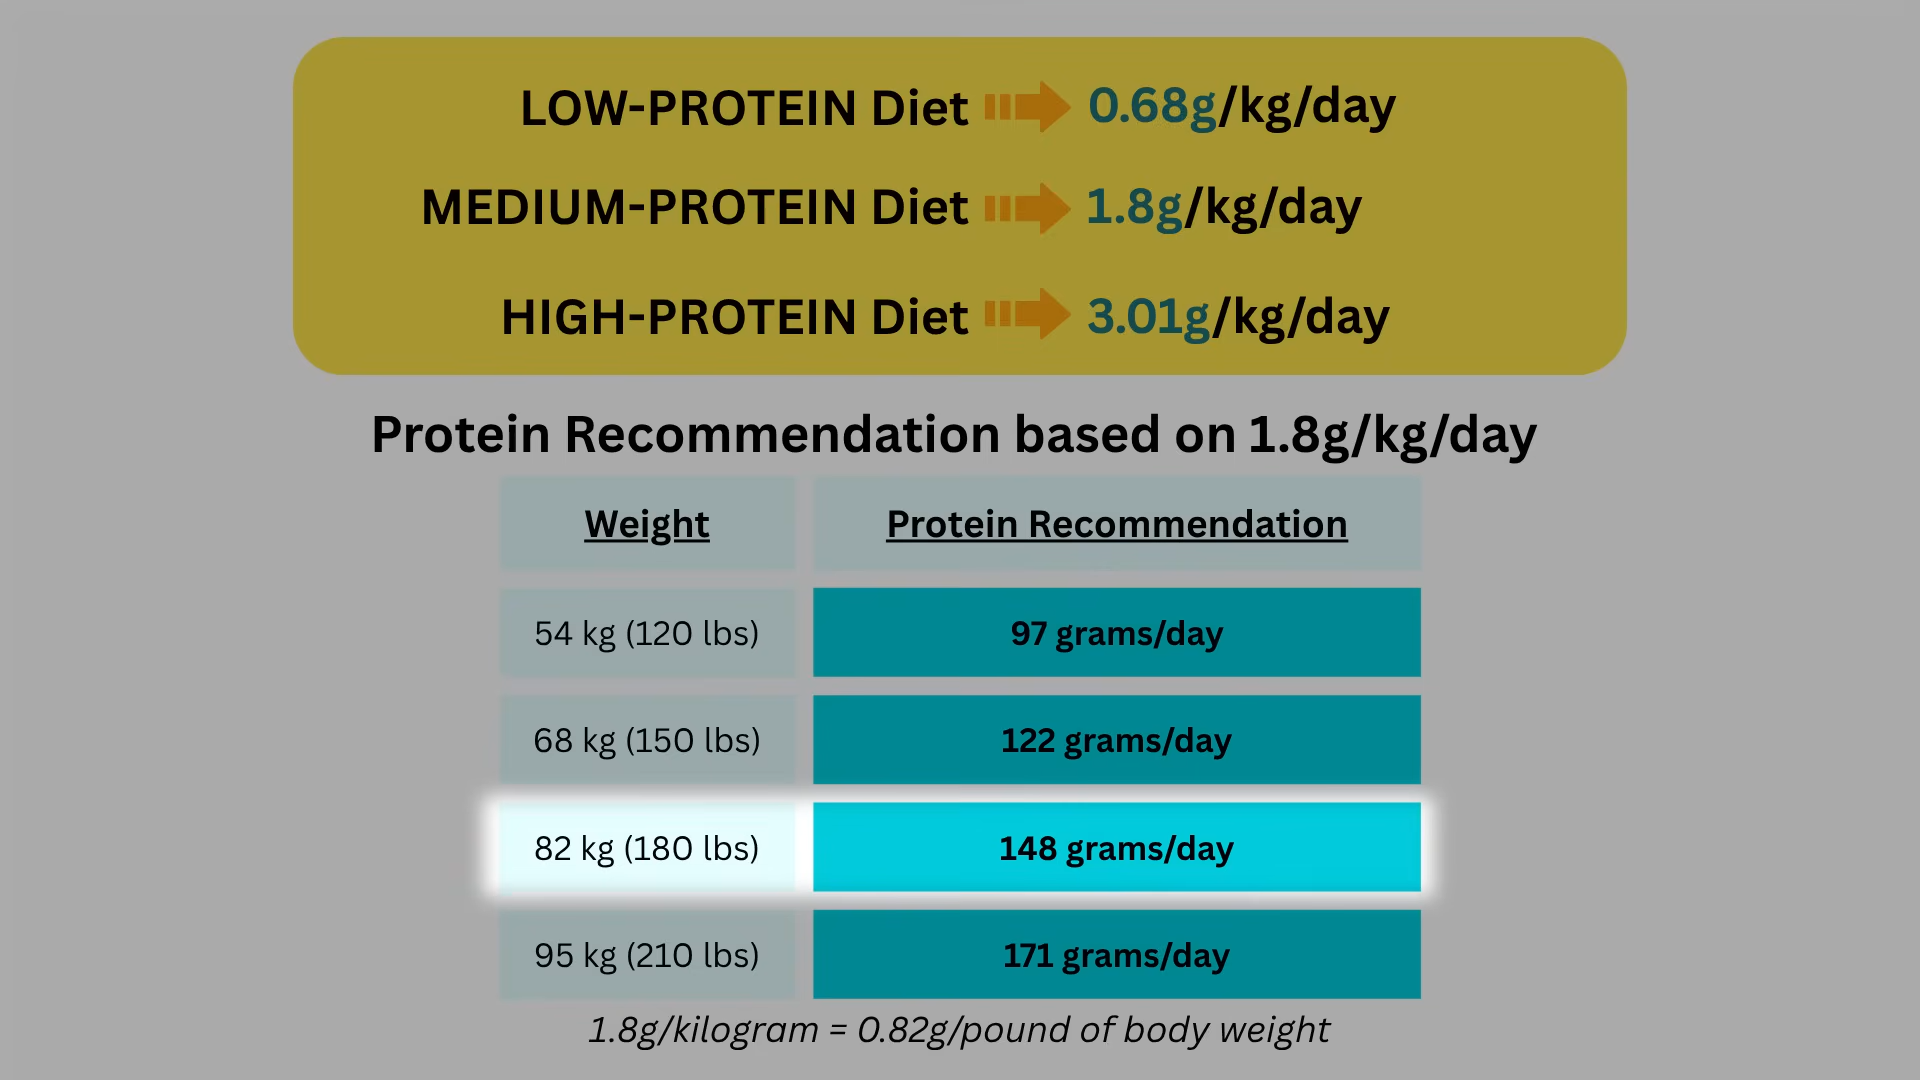 LOW-PROTEIN Diet 0.68g/kg/day
MEDIUM-PROTEIN Diet 1.8g/kg/day
HIGH-PROTEIN Diet 3.01g/kg/day
Protein Recommendation based on 1.8g/kg/day
Weight Protein Recommendation
54 kg (120 lbs) 97 grams/day
68 kg (150 lbs) 122 grams/day
82 kg (180 lbs) 148 grams/day
95 kg (210 lbs) 171 grams/day
1.8g/kilogram = 0.82g/pound of body weight